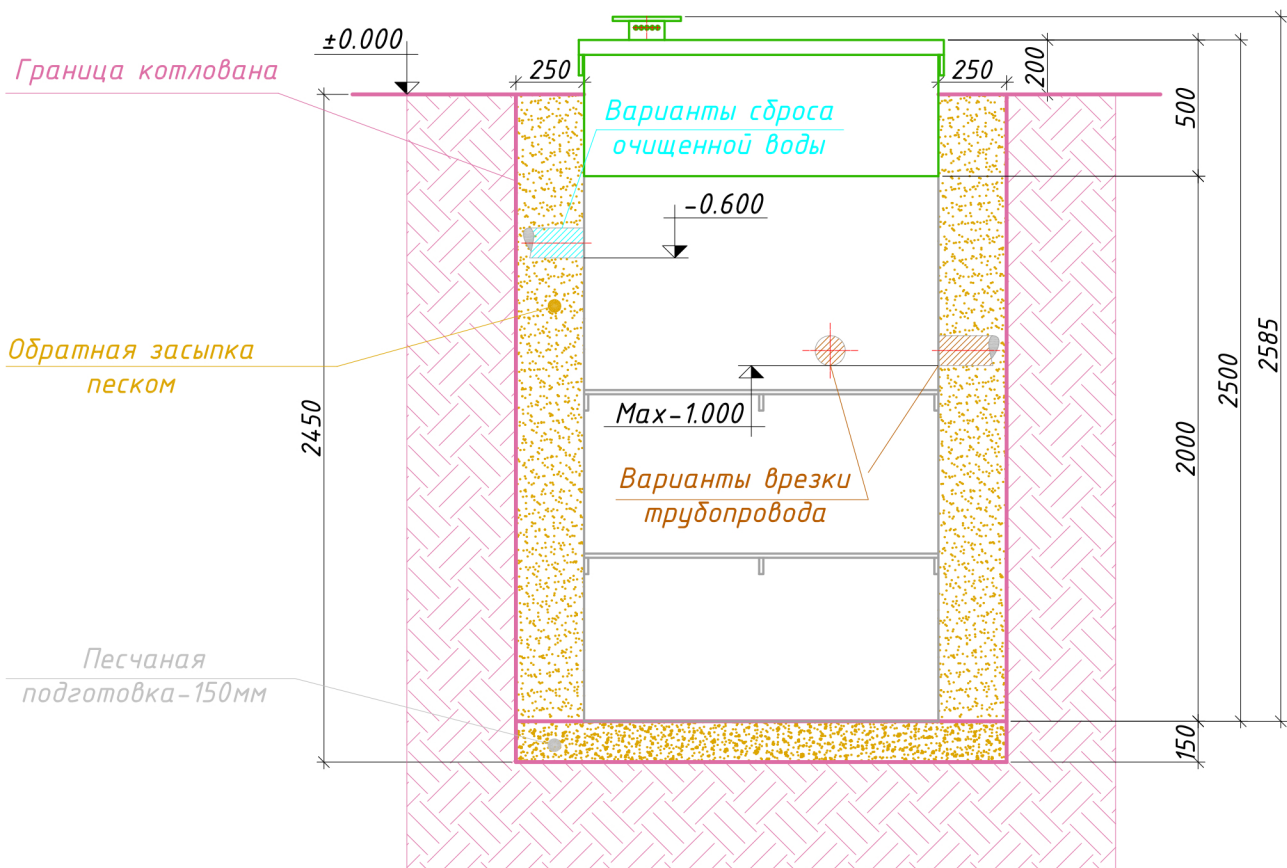 ±0.000
Граница котлована
250
250
200
500
Варианты сброса
очищенной воды
-0.600
Обратная засыпка
песком
2450
Max-1.000
2000
2500
2585
Варианты врезки
трубопровода
Песчаная
подготовка-150мм
150